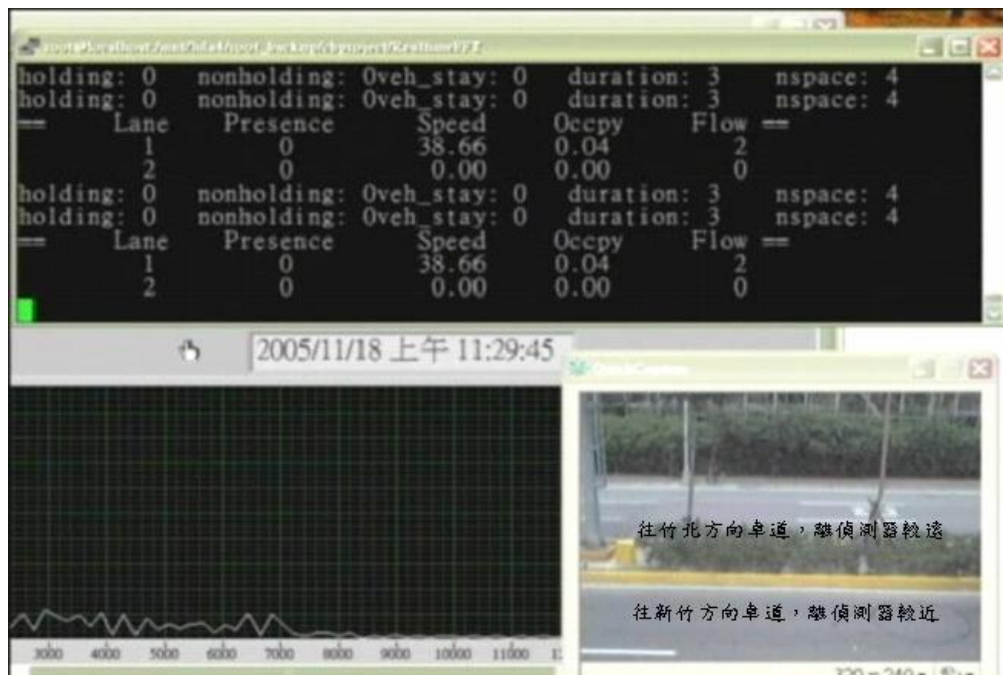 holding: 0 nonholding: 0veh_stay: 0 duration: 3 nspace: 4
holding: 0 nonholding: 0veh_stay: 0 duration: 3 nspace: 4
== Lane Presence Speed Occpy Flow ==
1 0 38.66 0.04 2
2 0 0.00 0.00 0
holding: 0 nonholding: 0veh_stay: 0 duration: 3 nspace: 4
holding: 0 nonholding: 0veh_stay: 0 duration: 3 nspace: 4
== Lane Presence Speed Occpy Flow ==
1 0 38.66 0.04 2
2 0 0.00 0.00 0
2005/11/18 上午 11:29:45
往竹北方向車道，離偵測器較遠
往新竹方向車道，離偵測器較近
3000 4000 5000 6000 7000 8000 9000 10000 11000